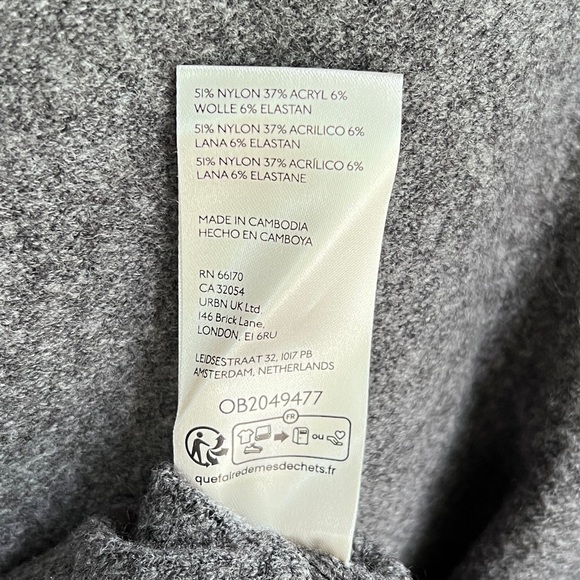 51% NYLON 37% ACRYL 6%
WOLLE 6% ELASTAN
51% NYLON 37% ACRILICO 6%
LANA 6% ELASTAN
51% NYLON 37% ACRÍLICO 6%
LANA 6% ELASTANE
MADE IN CAMBODIA
HECHO EN CAMBOYA
RN 66170
CA 32054
URBN UK Ltd.
146 Brick Lane,
LONDON, E1 6RU
LEIDSESTRAAT 32, 1017 PB
AMSTERDAM, NETHERLANDS
OB2049477
FR
ou
quefairedemesdechets.fr